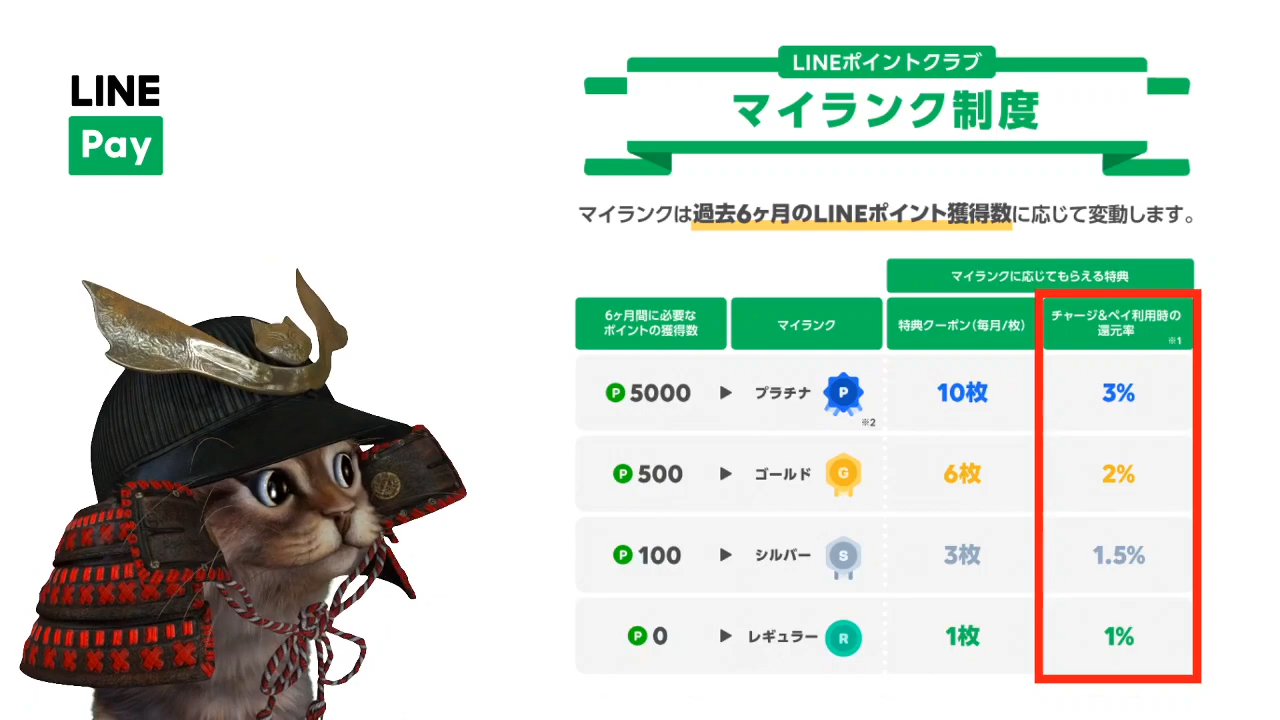 LINE
Pay
LINEポイントクラブ
マイランク制度
マイランクは過去6ヶ月のLINEポイント獲得数に応じて変動します。
マイランクに応じてもらえる特典
6ヶ月間に必要な
ポイントの獲得数
マイランク
特典クーポン(毎月/枚)
チャージ&ペイ利用時の
還元率
※1
P 5000 ▶ プラチナ P ※2 10枚 3%
P 500 ▶ ゴールド G 6枚 2%
P 100 ▶ シルバー S 3枚 1.5%
P 0 ▶ レギュラー R 1枚 1%